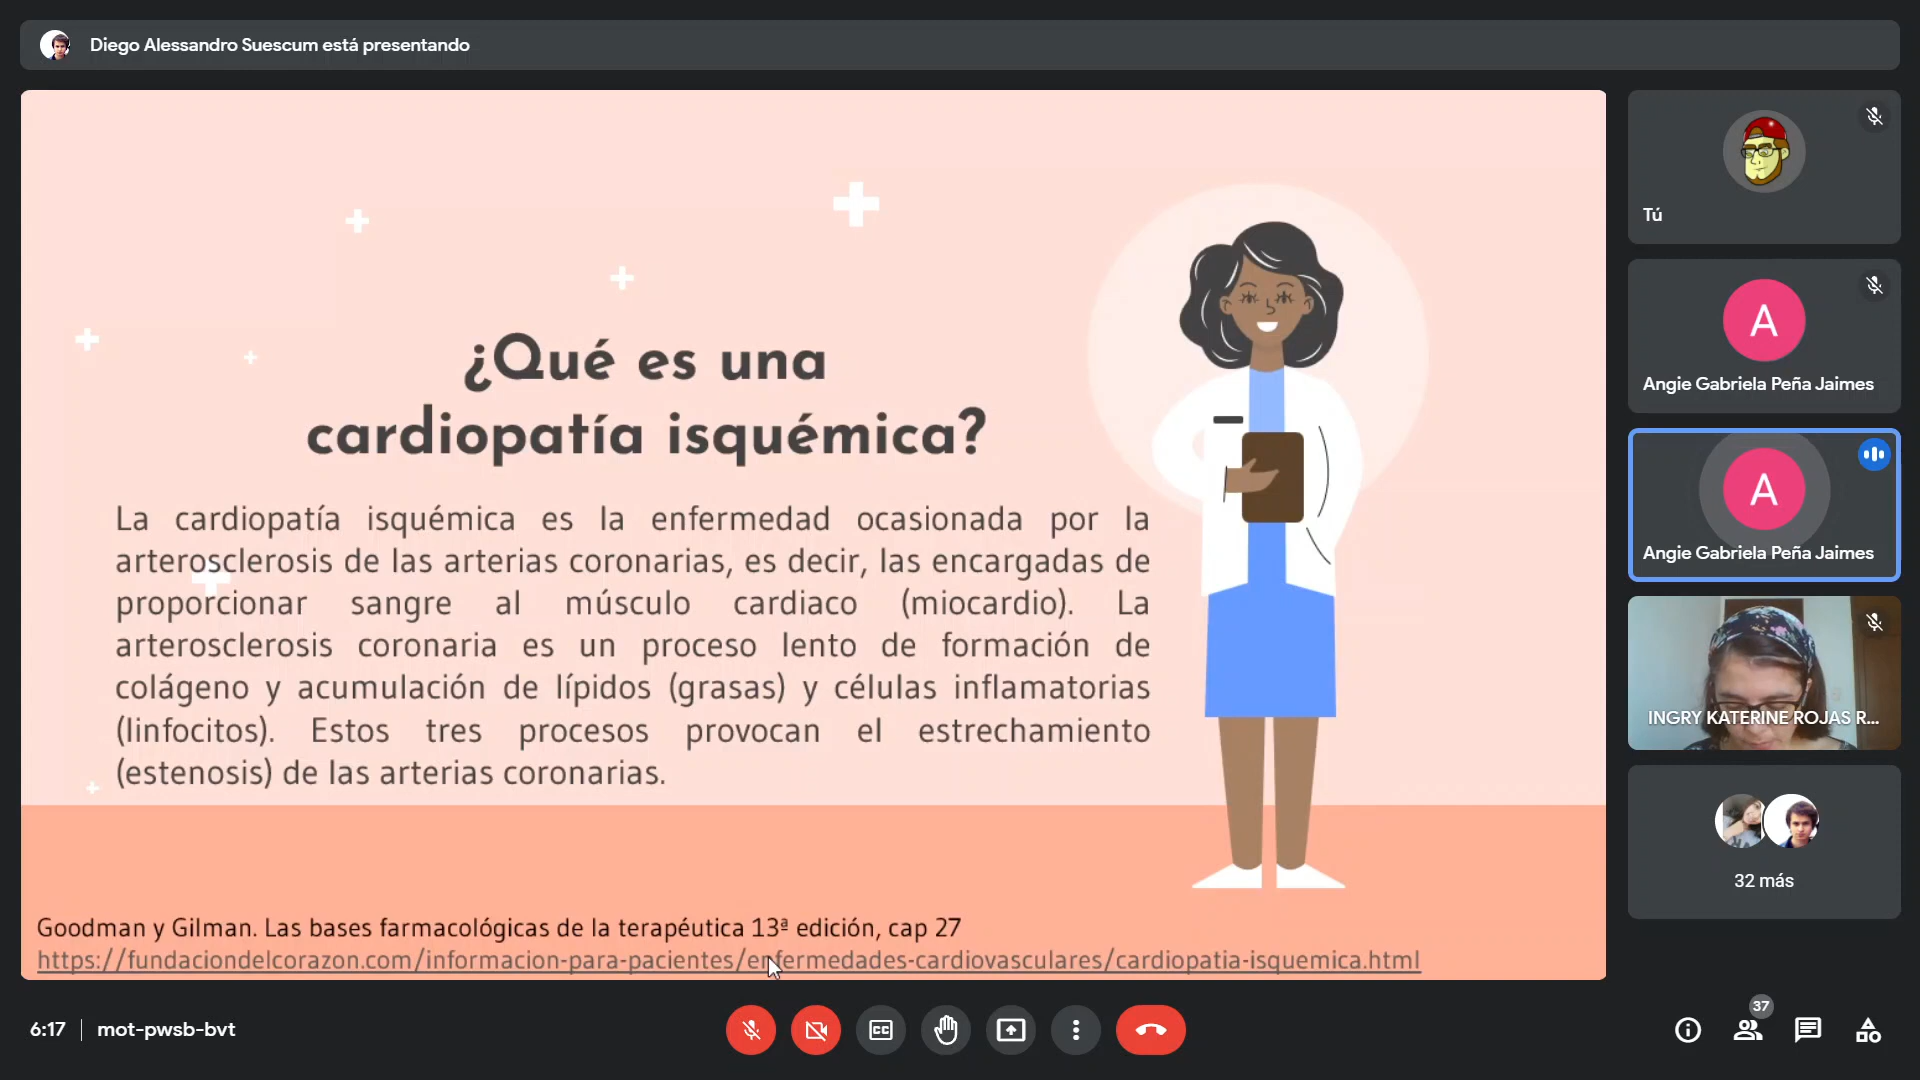 Diego Alessandro Suescum está presentando
¿Qué es una
cardiopatía isquémica?
La cardiopatía isquémica es la enfermedad ocasionada por la
arterosclerosis de las arterias coronarias, es decir, las encargadas de
proporcionar sangre al músculo cardiaco (miocardio). La
arterosclerosis coronaria es un proceso lento de formación de
colágeno y acumulación de lípidos (grasas) y células inflamatorias
(linfocitos). Estos tres procesos provocan el estrechamiento
(estenosis) de las arterias coronarias.
Goodman y Gilman. Las bases farmacológicas de la terapéutica 13ª edición, cap 27
https://fundaciondelcorazon.com/informacion-para-pacientes/enfermedades-cardiovasculares/cardiopatia-isquemica.html
Tú
A
Angie Gabriela Peña Jaimes
A
Angie Gabriela Peña Jaimes
INGRY KATERINE ROJAS R...
32 más
6:17
mot-pwsb-bvt
CC
37